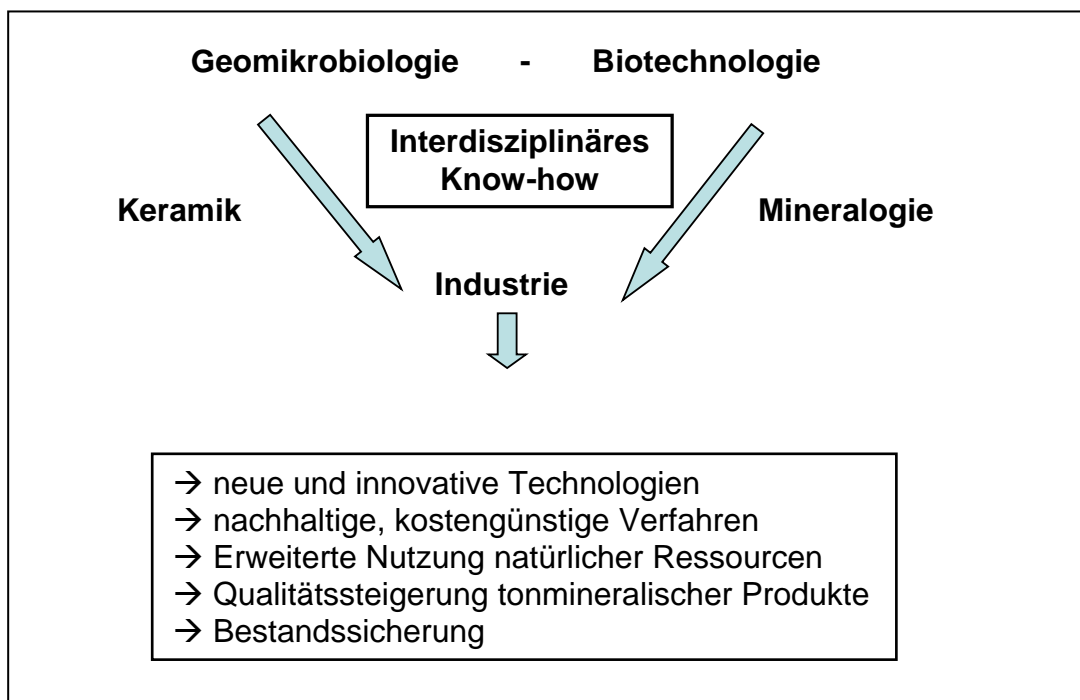 Geomikrobiologie - Biotechnologie
Interdisziplinäres
Know-how
Keramik
Mineralogie
Industrie
→ neue und innovative Technologien
→ nachhaltige, kostengünstige Verfahren
→ Erweiterte Nutzung natürlicher Ressourcen
→ Qualitätssteigerung tonmineralischer Produkte
→ Bestandssicherung